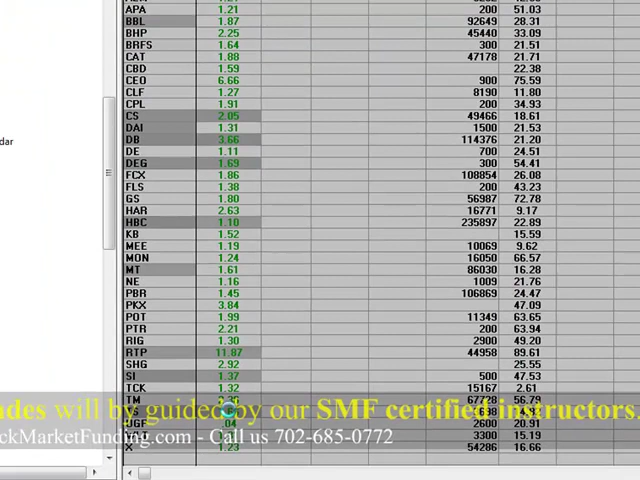 APA 1.21 200 51.03
BBL 1.87 92649 28.31
BHP 2.25 45440 33.09
BRFS 1.64 300 21.51
CAT 1.88 47178 21.71
CBD 1.59 22.38
CEO 6.66 900 75.59
CLF 1.27 8190 11.80
CPL 1.91 200 34.93
CS 2.05 49466 18.61
DAI 1.31 1500 21.53
dar
DB 3.66 114376 21.20
DE 1.11 700 24.51
DEG 1.69 300 54.41
FCX 1.86 108854 26.08
FLS 1.38 200 43.23
GS 1.80 56987 72.78
HAR 2.63 16771 9.17
HBC 1.10 235897 22.89
KB 1.52 15.59
MEE 1.19 10069 9.62
MON 1.24 16050 66.57
MT 1.61 86030 16.28
NE 1.16 1009 21.76
PBR 1.45 106869 24.47
PKX 3.84 47.09
POT 1.99 11349 63.65
PTR 2.21 200 63.94
RIG 1.30 2900 49.20
RTP 11.87 44958 89.61
SHG 2.92 25.55
SI 1.37 500 47.53
TCK 1.32 15167 2.61
TM 67728 56.79
ades will by guided by our SMF certified instructors.
UGP .04 2600 20.91
ckMarketFunding.com - Call us 702-685-0772
3300 15.19
X 1.23 54286 16.66